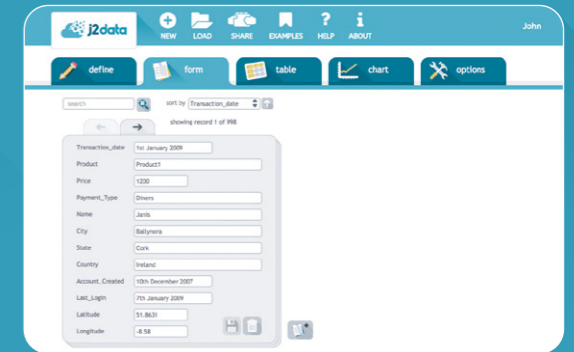 j2data
NEW LOAD SHARE EXAMPLES HELP ABOUT
John
define form table chart options
search sort by Transaction_date
showing record 1 of 998
Transaction_date 1st January 2009
Product Product1
Price 1200
Payment_Type Diners
Name Janis
City Ballynora
State Cork
Country Ireland
Account_Created 10th December 2007
Last_Login 7th January 2009
Latitude 51.8631
Longitude -8.58